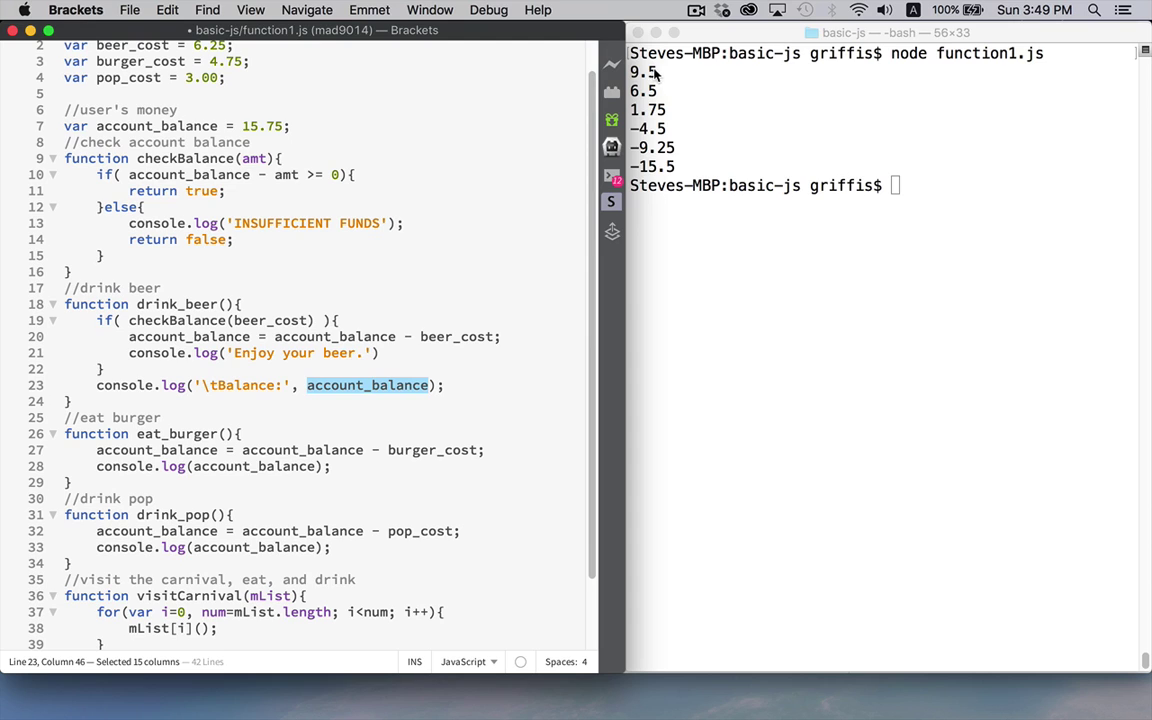 Brackets File Edit Find View Navigate Emmet Window Debug Help A 100% Sun 3:49 PM
• basic-js/function1.js (mad9014) — Brackets
2 var beer_cost = 6.25;
3 var burger_cost = 4.75;
4 var pop_cost = 3.00;
5
6 //user's money
7 var account_balance = 15.75;
8 //check account balance
9 function checkBalance(amt){
10 if( account_balance - amt >= 0){
11 return true;
12 }else{
13 console.log('INSUFFICIENT FUNDS');
14 return false;
15 }
16 }
17 //drink beer
18 function drink_beer(){
19 if( checkBalance(beer_cost) ){
20 account_balance = account_balance - beer_cost;
21 console.log('Enjoy your beer.')
22 }
23 console.log('\tBalance:', account_balance);
24 }
25 //eat burger
26 function eat_burger(){
27 account_balance = account_balance - burger_cost;
28 console.log(account_balance);
29 }
30 //drink pop
31 function drink_pop(){
32 account_balance = account_balance - pop_cost;
33 console.log(account_balance);
34 }
35 //visit the carnival, eat, and drink
36 function visitCarnival(mList){
37 for(var i=0, num=mList.length; i<num; i++){
38 mList[i]();
39 }
Line 23, Column 46 — Selected 15 columns — 42 Lines INS JavaScript Spaces: 4
12
S
basic-js — -bash — 56×33
[Steves-MBP:basic-js griffis$ node function1.js ]
9.5
6.5
1.75
-4.5
-9.25
-15.5
Steves-MBP:basic-js griffis$